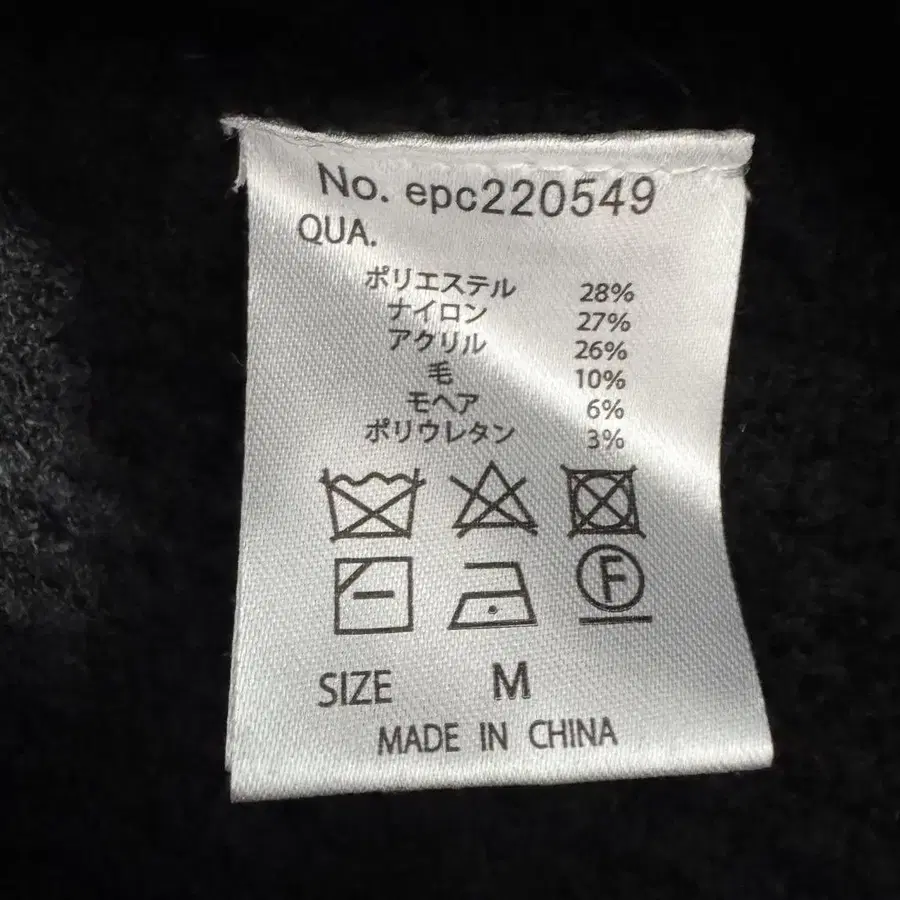 No. epc220549
QUA.
ポリエステル 28%
ナイロン 27%
アクリル 26%
毛 10%
モヘア 6%
ポリウレタン 3%
F
SIZE M
MADE IN CHINA